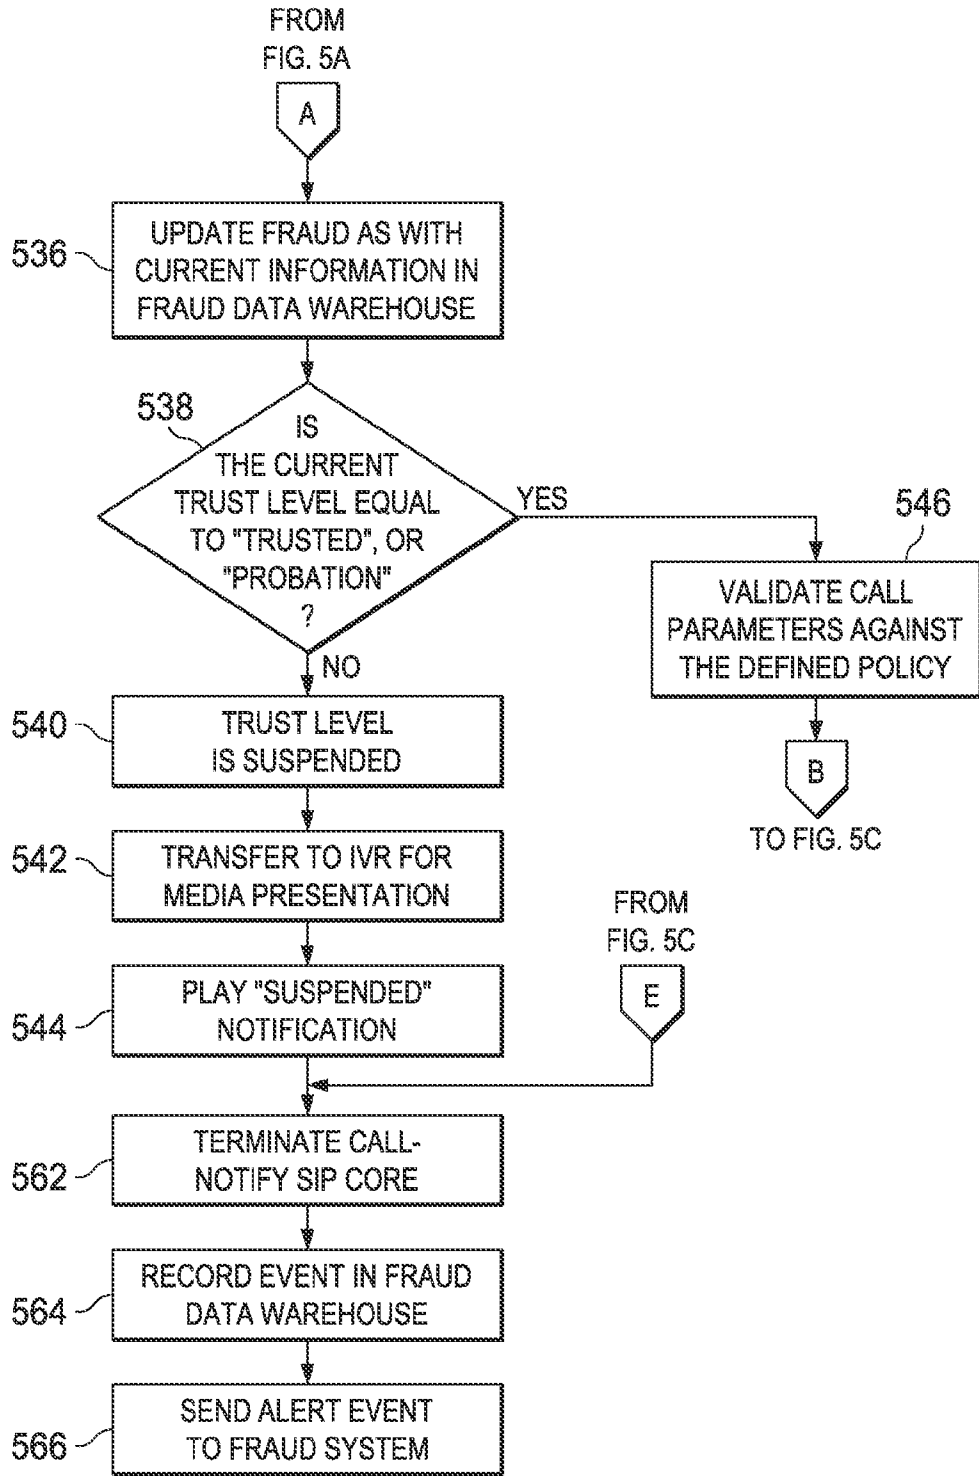 FROM
FIG. 5A
A
536
UPDATE FRAUD AS WITH
CURRENT INFORMATION IN
FRAUD DATA WAREHOUSE
538
IS
THE CURRENT
TRUST LEVEL EQUAL
TO "TRUSTED", OR
"PROBATION"
?
YES
546
VALIDATE CALL
PARAMETERS AGAINST
THE DEFINED POLICY
B
TO FIG. 5C
NO
540
TRUST LEVEL
IS SUSPENDED
542
TRANSFER TO IVR FOR
MEDIA PRESENTATION
544
PLAY "SUSPENDED"
NOTIFICATION
FROM
FIG. 5C
E
562
TERMINATE CALL-
NOTIFY SIP CORE
564
RECORD EVENT IN FRAUD
DATA WAREHOUSE
566
SEND ALERT EVENT
TO FRAUD SYSTEM